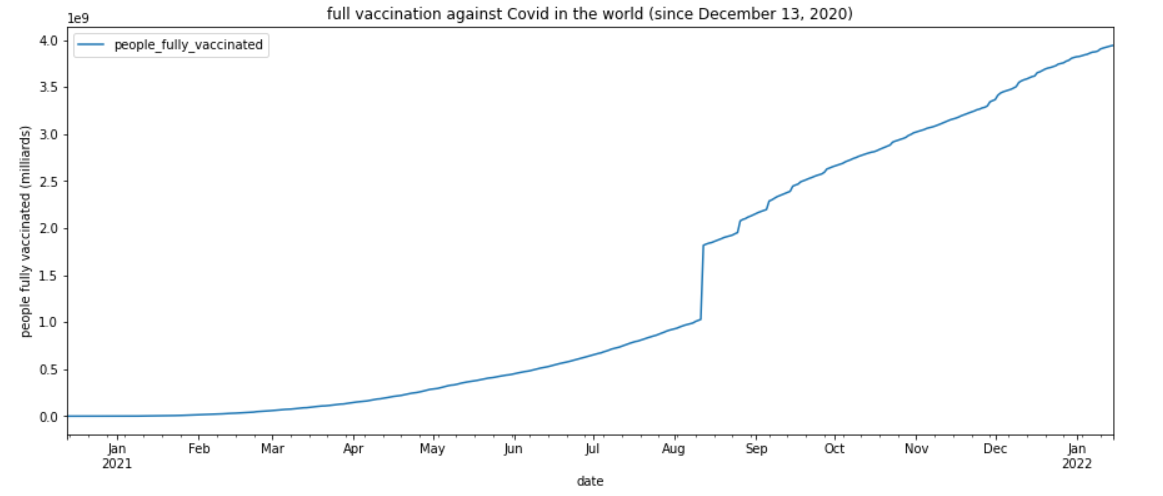 full vaccination against Covid in the world (since December 13, 2020)
1e9
people_fully_vaccinated
4.0
3.5
3.0
2.5
2.0
1.5
1.0
0.5
0.0
people fully vaccinated (milliards)
Jan Feb Mar Apr May Jun Jul Aug Sep Oct Nov Dec Jan
2021 2022
date